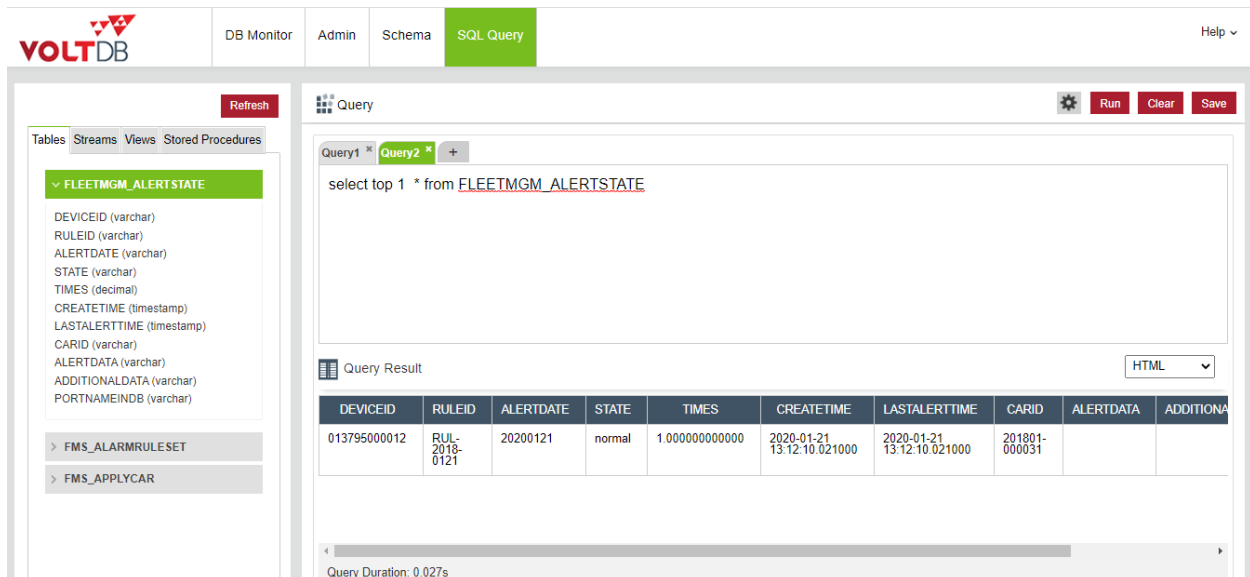 VOLTDB
DB Monitor
Admin
Schema
SQL Query
Help
Refresh
Tables
Streams
Views
Stored Procedures
FLEETMGM_ALERTSTATE
DEVICEID (varchar)
RULEID (varchar)
ALERTDATE (varchar)
STATE (varchar)
TIMES (decimal)
CREATETIME (timestamp)
LASTALERTTIME (timestamp)
CARID (varchar)
ALERTDATA (varchar)
ADDITIONALDATA (varchar)
PORTNAMEINDB (varchar)
FMS_ALARMRULESET
FMS_APPLYCAR
Query
Run
Clear
Save
Query1 ×
Query2 ×
+
select top 1  * from FLEETMGM_ALERTSTATE
Query Result
HTML
DEVICEID RULEID ALERTDATE STATE TIMES CREATETIME LASTALERTTIME CARID ALERTDATA ADDITIONA
013795000012 RUL- 20200121 normal 1.000000000000 2020-01-21 2020-01-21 201801-
2018- 13:12:10.021000 13:12:10.021000 000031
0121
Query Duration: 0.027s